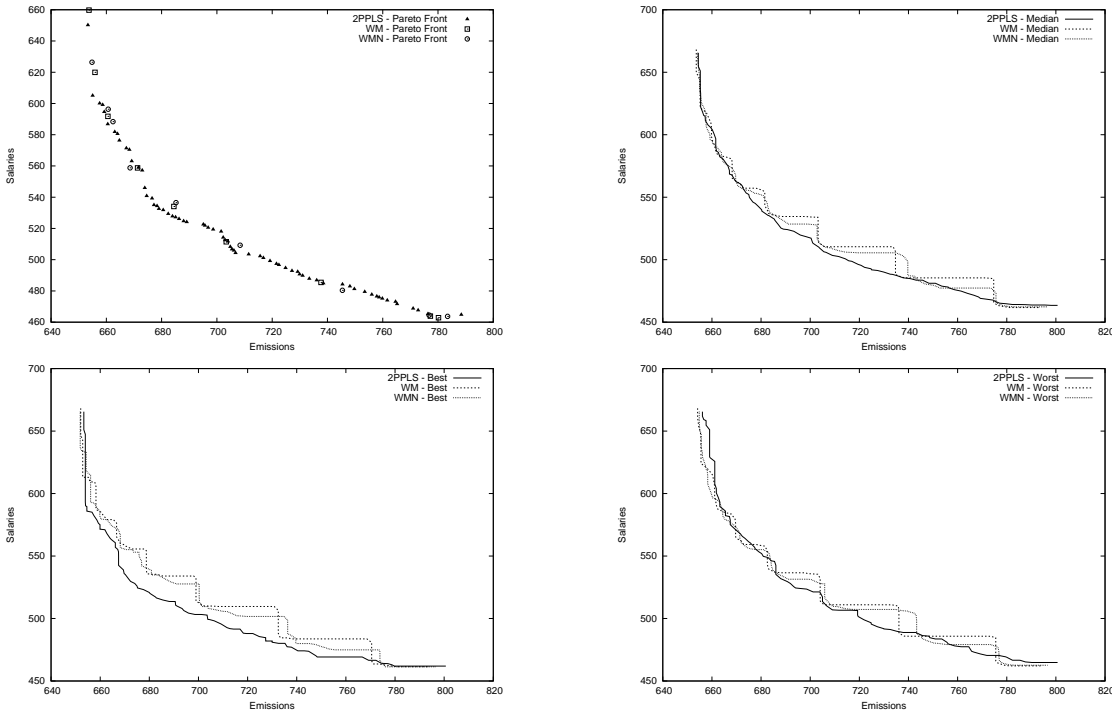 2PPLS - Pareto Front
WM - Pareto Front
WMN - Pareto Front
660
640
620
600
580
560
540
520
500
480
460
640 660 680 700 720 740 760 780 800
Salaries
Emissions
2PPLS - Median
WM - Median
WMN - Median
700
650
600
550
500
450
640 660 680 700 720 740 760 780 800 820
Salaries
Emissions
2PPLS - Best
WM - Best
WMN - Best
700
650
600
550
500
450
640 660 680 700 720 740 760 780 800 820
Salaries
Emissions
2PPLS - Worst
WM - Worst
WMN - Worst
700
650
600
550
500
450
640 660 680 700 720 740 760 780 800 820
Salaries
Emissions